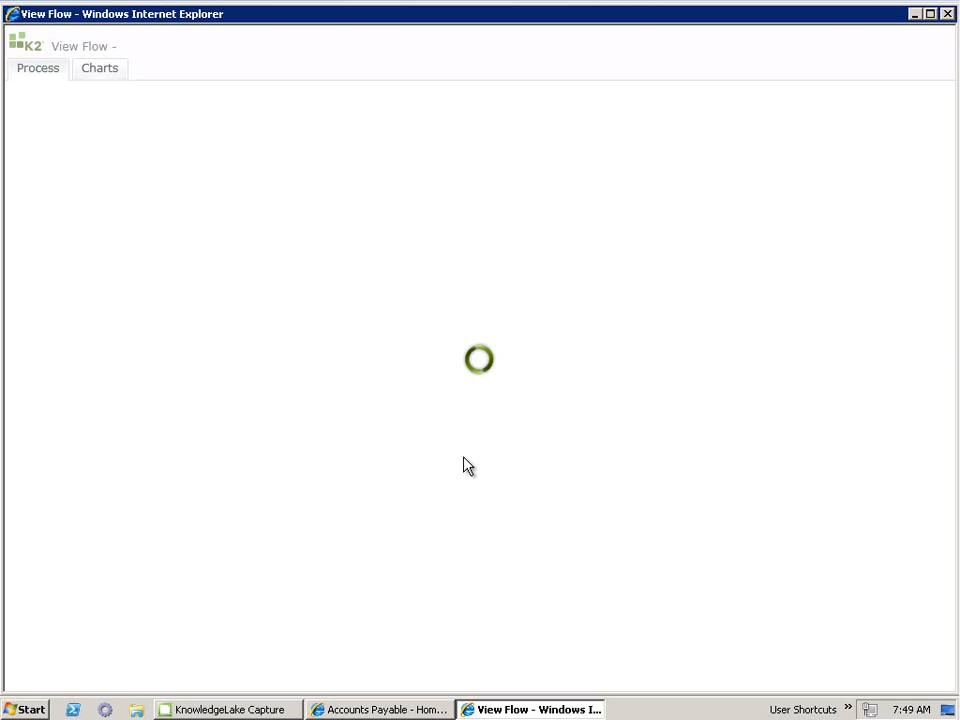 View Flow - Windows Internet Explorer
K2 View Flow -
Process Charts
Start KnowledgeLake Capture Accounts Payable - Hom... View Flow - Windows I... User Shortcuts » 7:49 AM